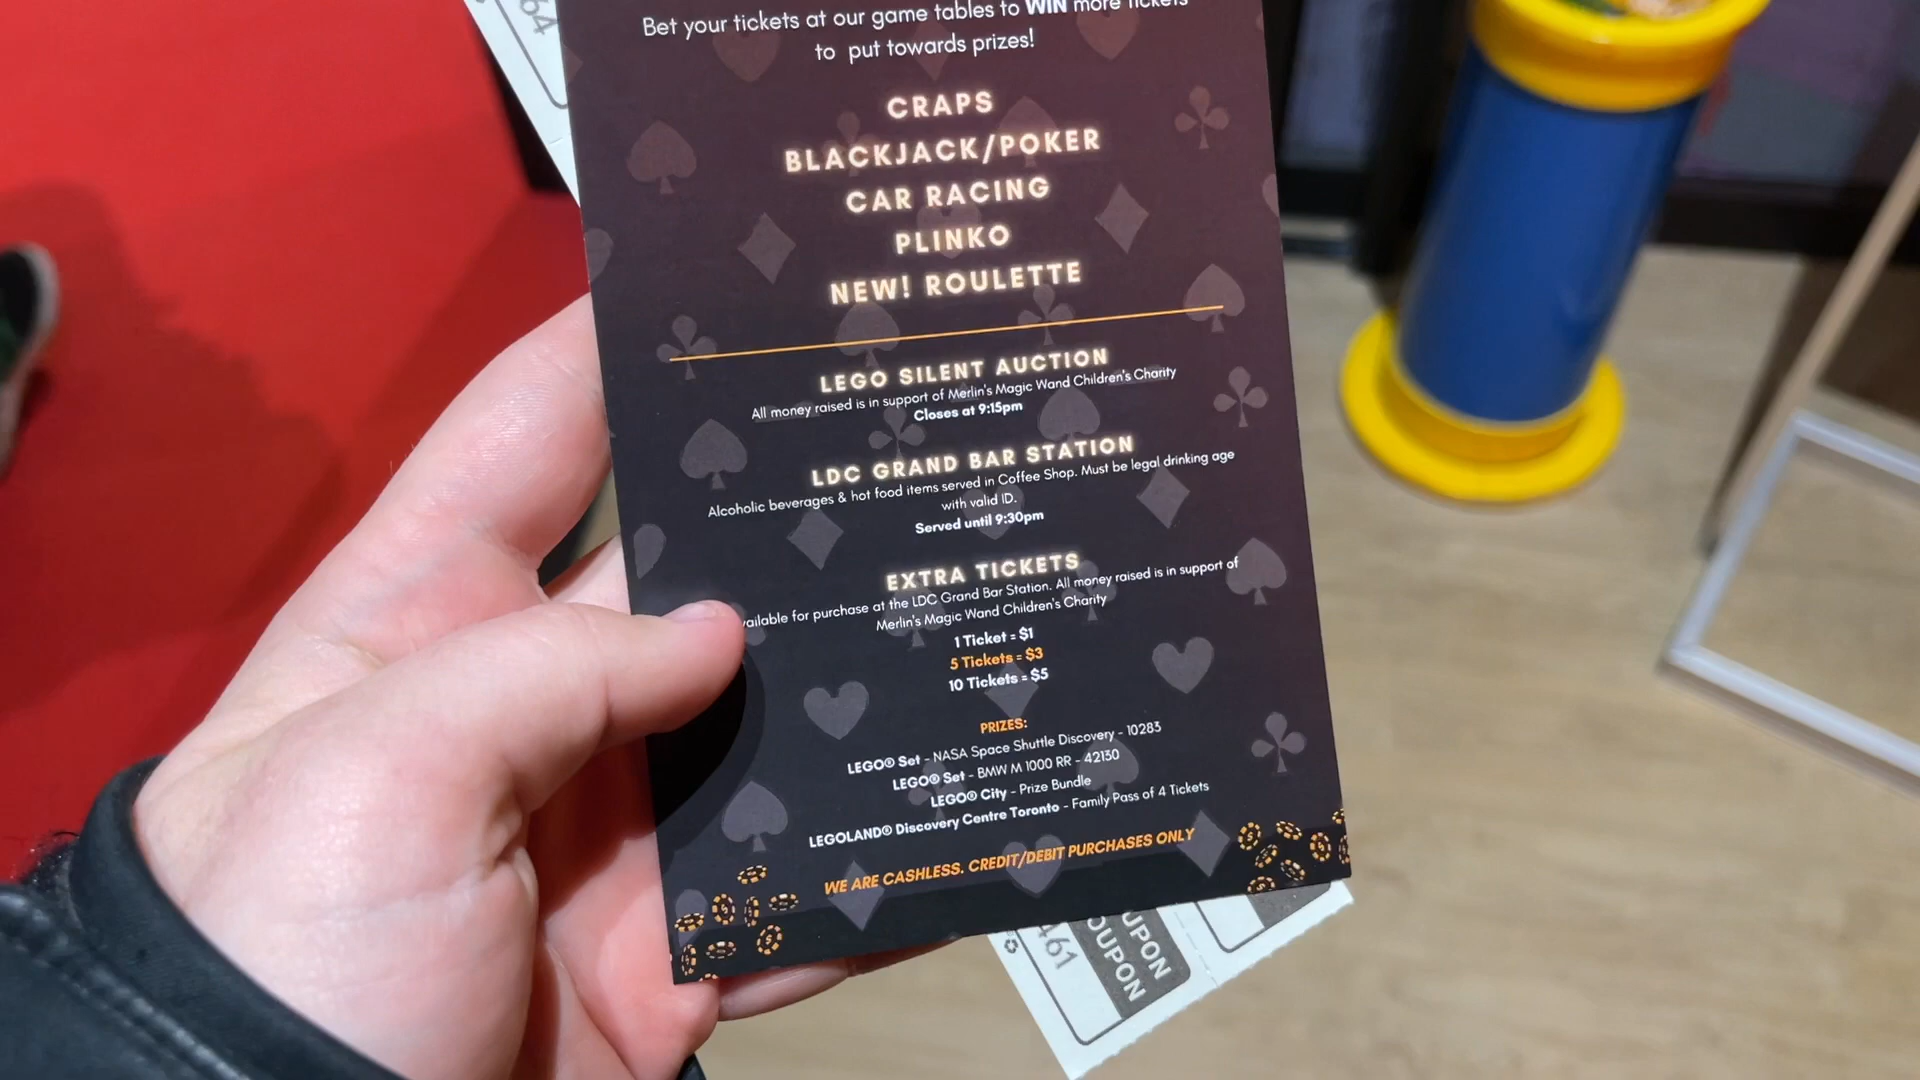 64
Bet your tickets at our game tables to WIN more tickets
to put towards prizes!
CRAPS
BLACKJACK/POKER
CAR RACING
PLINKO
NEW! ROULETTE
LEGO SILENT AUCTION
All money raised is in support of Merlin's Magic Wand Children's Charity
Closes at 9:15pm
LDC GRAND BAR STATION
Alcoholic beverages & hot food items served in Coffee Shop. Must be legal drinking age
with valid ID.
Served until 9:30pm
EXTRA TICKETS
vailable for purchase at the LDC Grand Bar Station. All money raised is in support of
Merlin's Magic Wand Children's Charity
1 Ticket = $1
5 Tickets = $3
10 Tickets = $5
PRIZES:
LEGO® Set - NASA Space Shuttle Discovery - 10283
LEGO® Set - BMW M 1000 RR - 42130
LEGO® City - Prize Bundle
LEGOLAND® Discovery Centre Toronto - Family Pass of 4 Tickets
WE ARE CASHLESS. CREDIT/DEBIT PURCHASES ONLY
461
OUPON
UPON